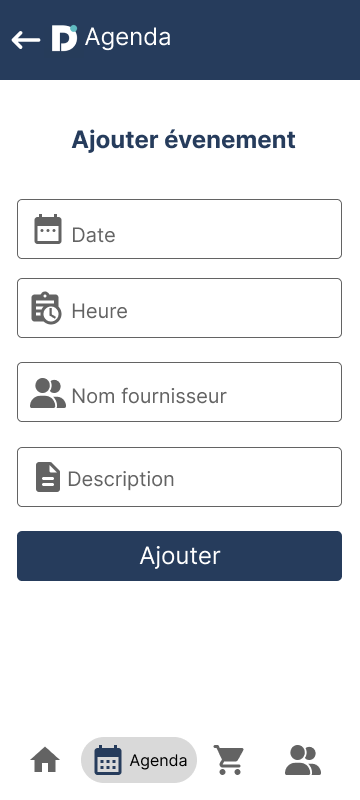 D Agenda
Ajouter évenement
Date
Heure
Nom fournisseur
Description
Ajouter
Agenda